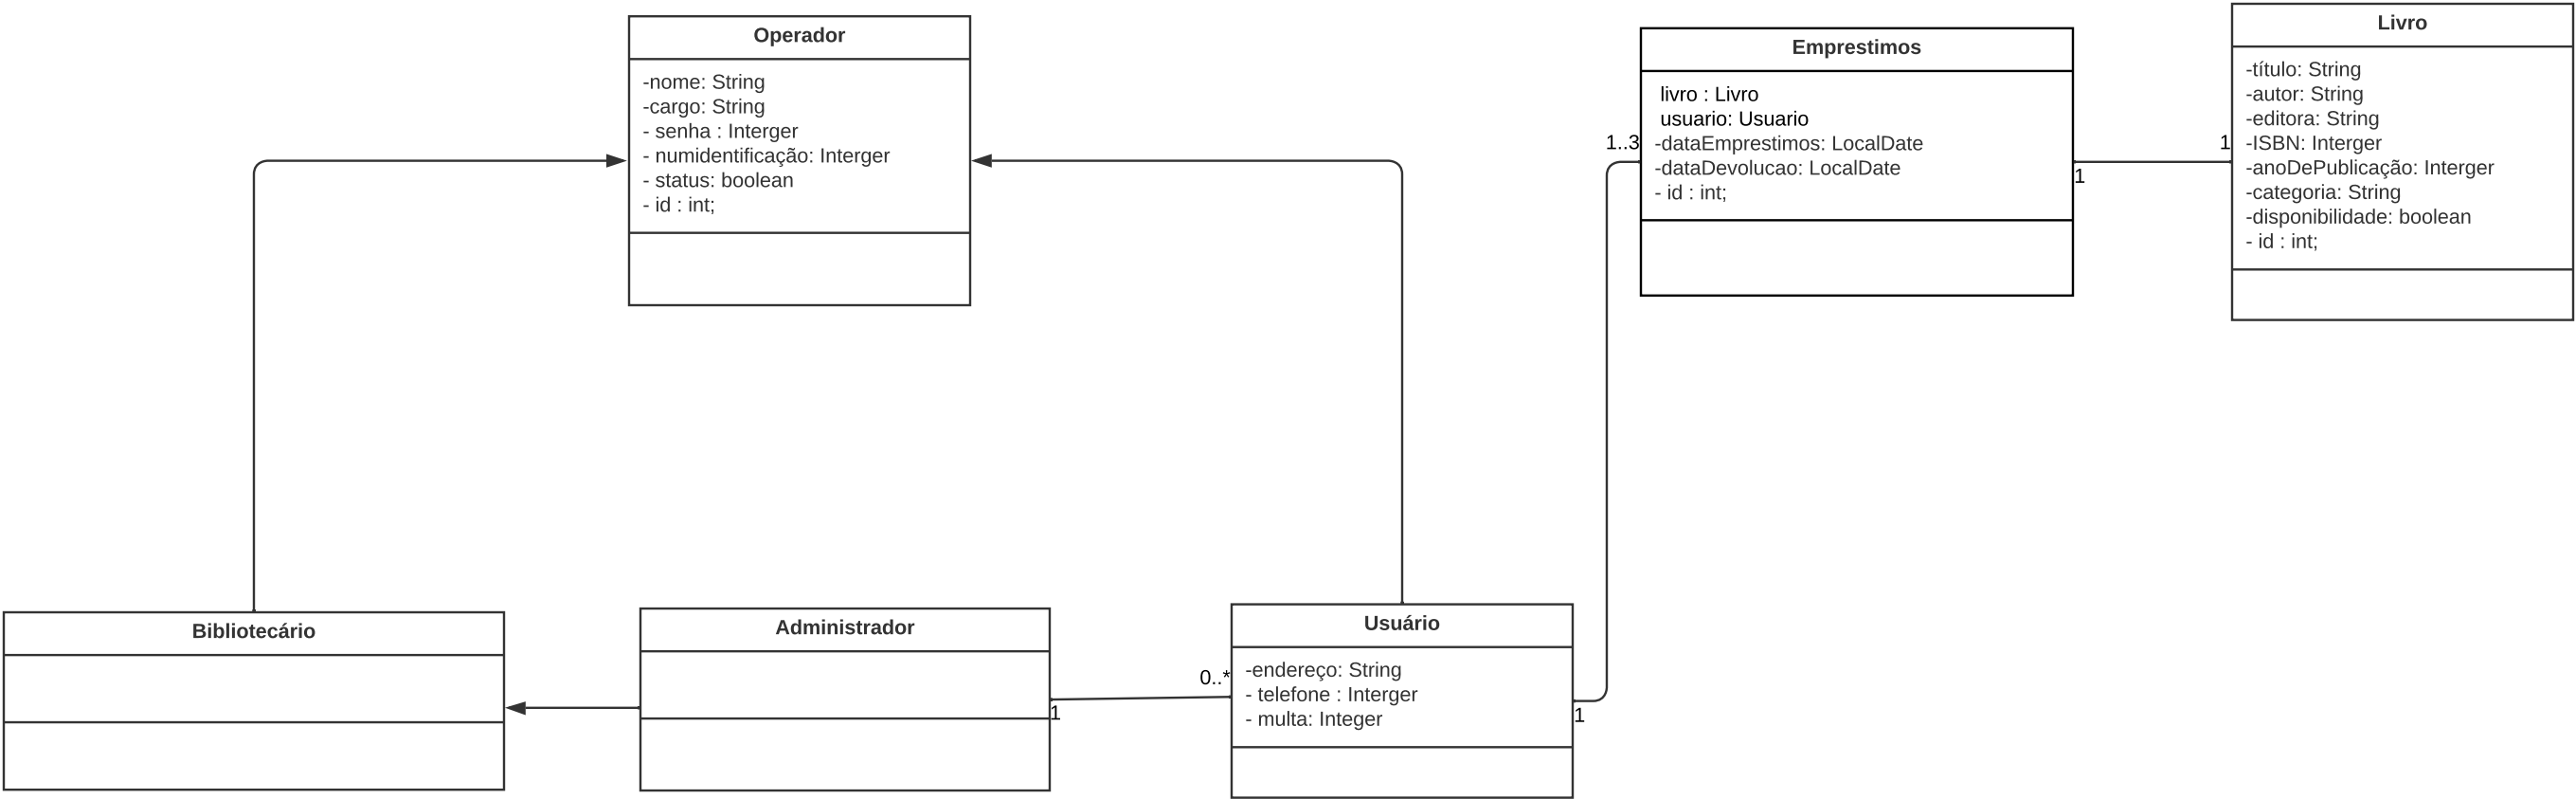 Operador
-nome: String
-cargo: String
- senha : Interger
- numidentificação: Interger
- status: boolean
- id : int;
Emprestimos
livro : Livro
usuario: Usuario
-dataEmprestimos: LocalDate
-dataDevolucao: LocalDate
- id : int;
1..3
1
Livro
-título: String
-autor: String
-editora: String
-ISBN: Interger
-anoDePublicação: Interger
-categoria: String
-disponibilidade: boolean
- id : int;
1
Bibliotecário
Administrador
1
0..*
Usuário
-endereço: String
- telefone : Interger
- multa: Integer
1